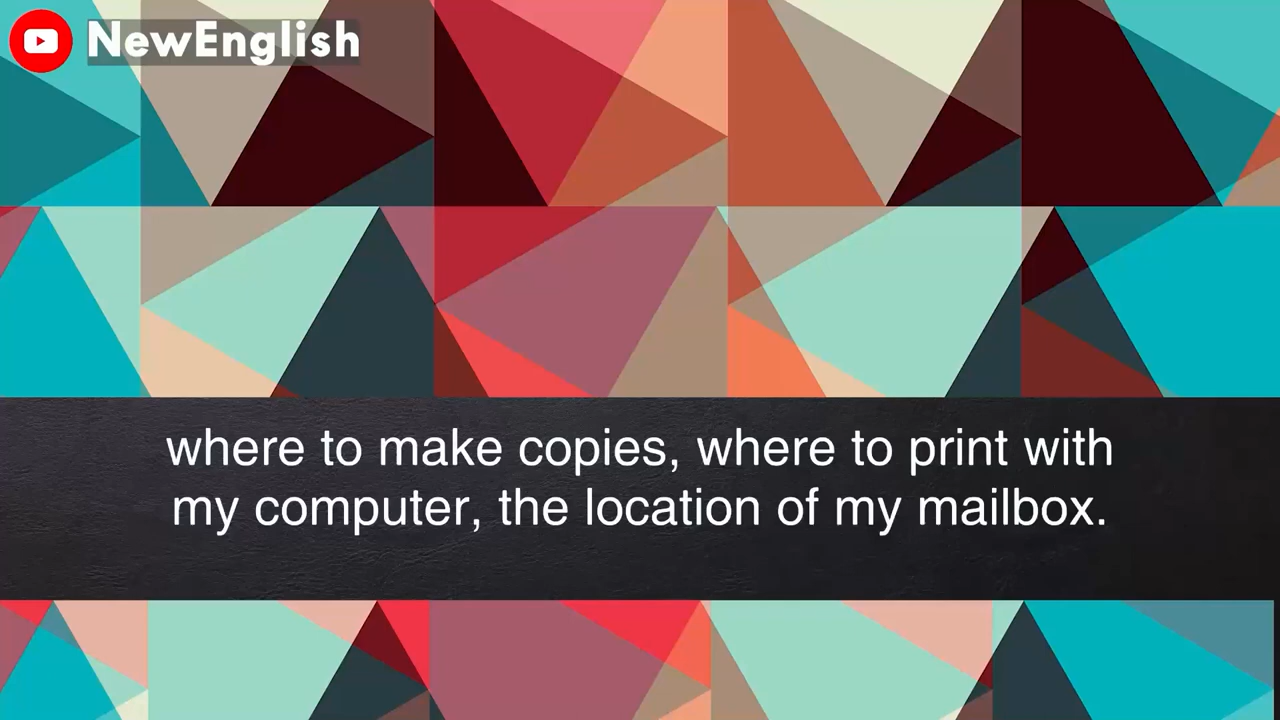 NewEnglish
where to make copies, where to print with
my computer, the location of my mailbox.